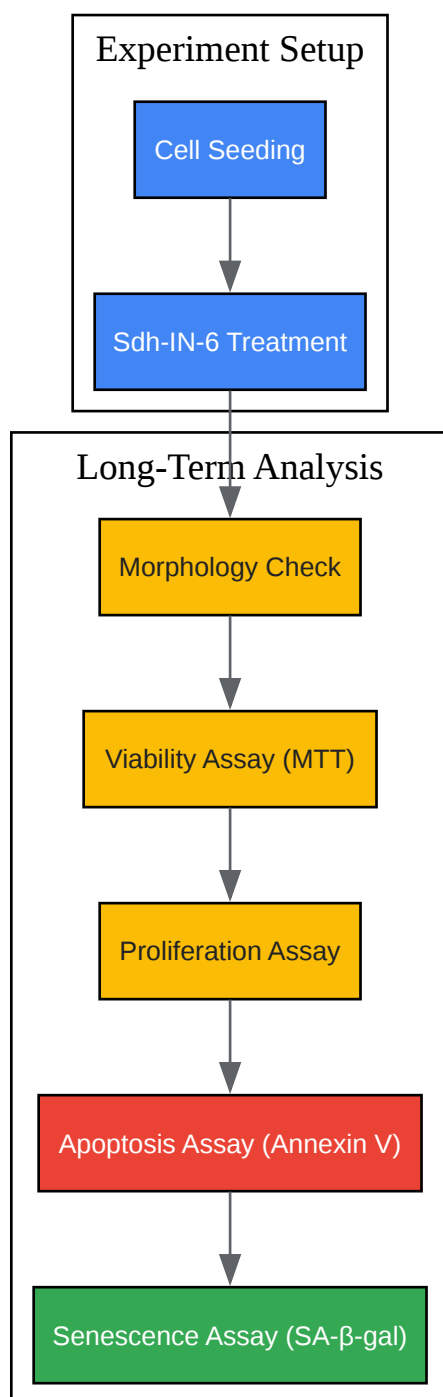 Experiment Setup
Cell Seeding
Sdh-IN-6 Treatment
Long-Term Analysis
Morphology Check
Viability Assay (MTT)
Proliferation Assay
Apoptosis Assay (Annexin V)
Senescence Assay (SA-β-gal)